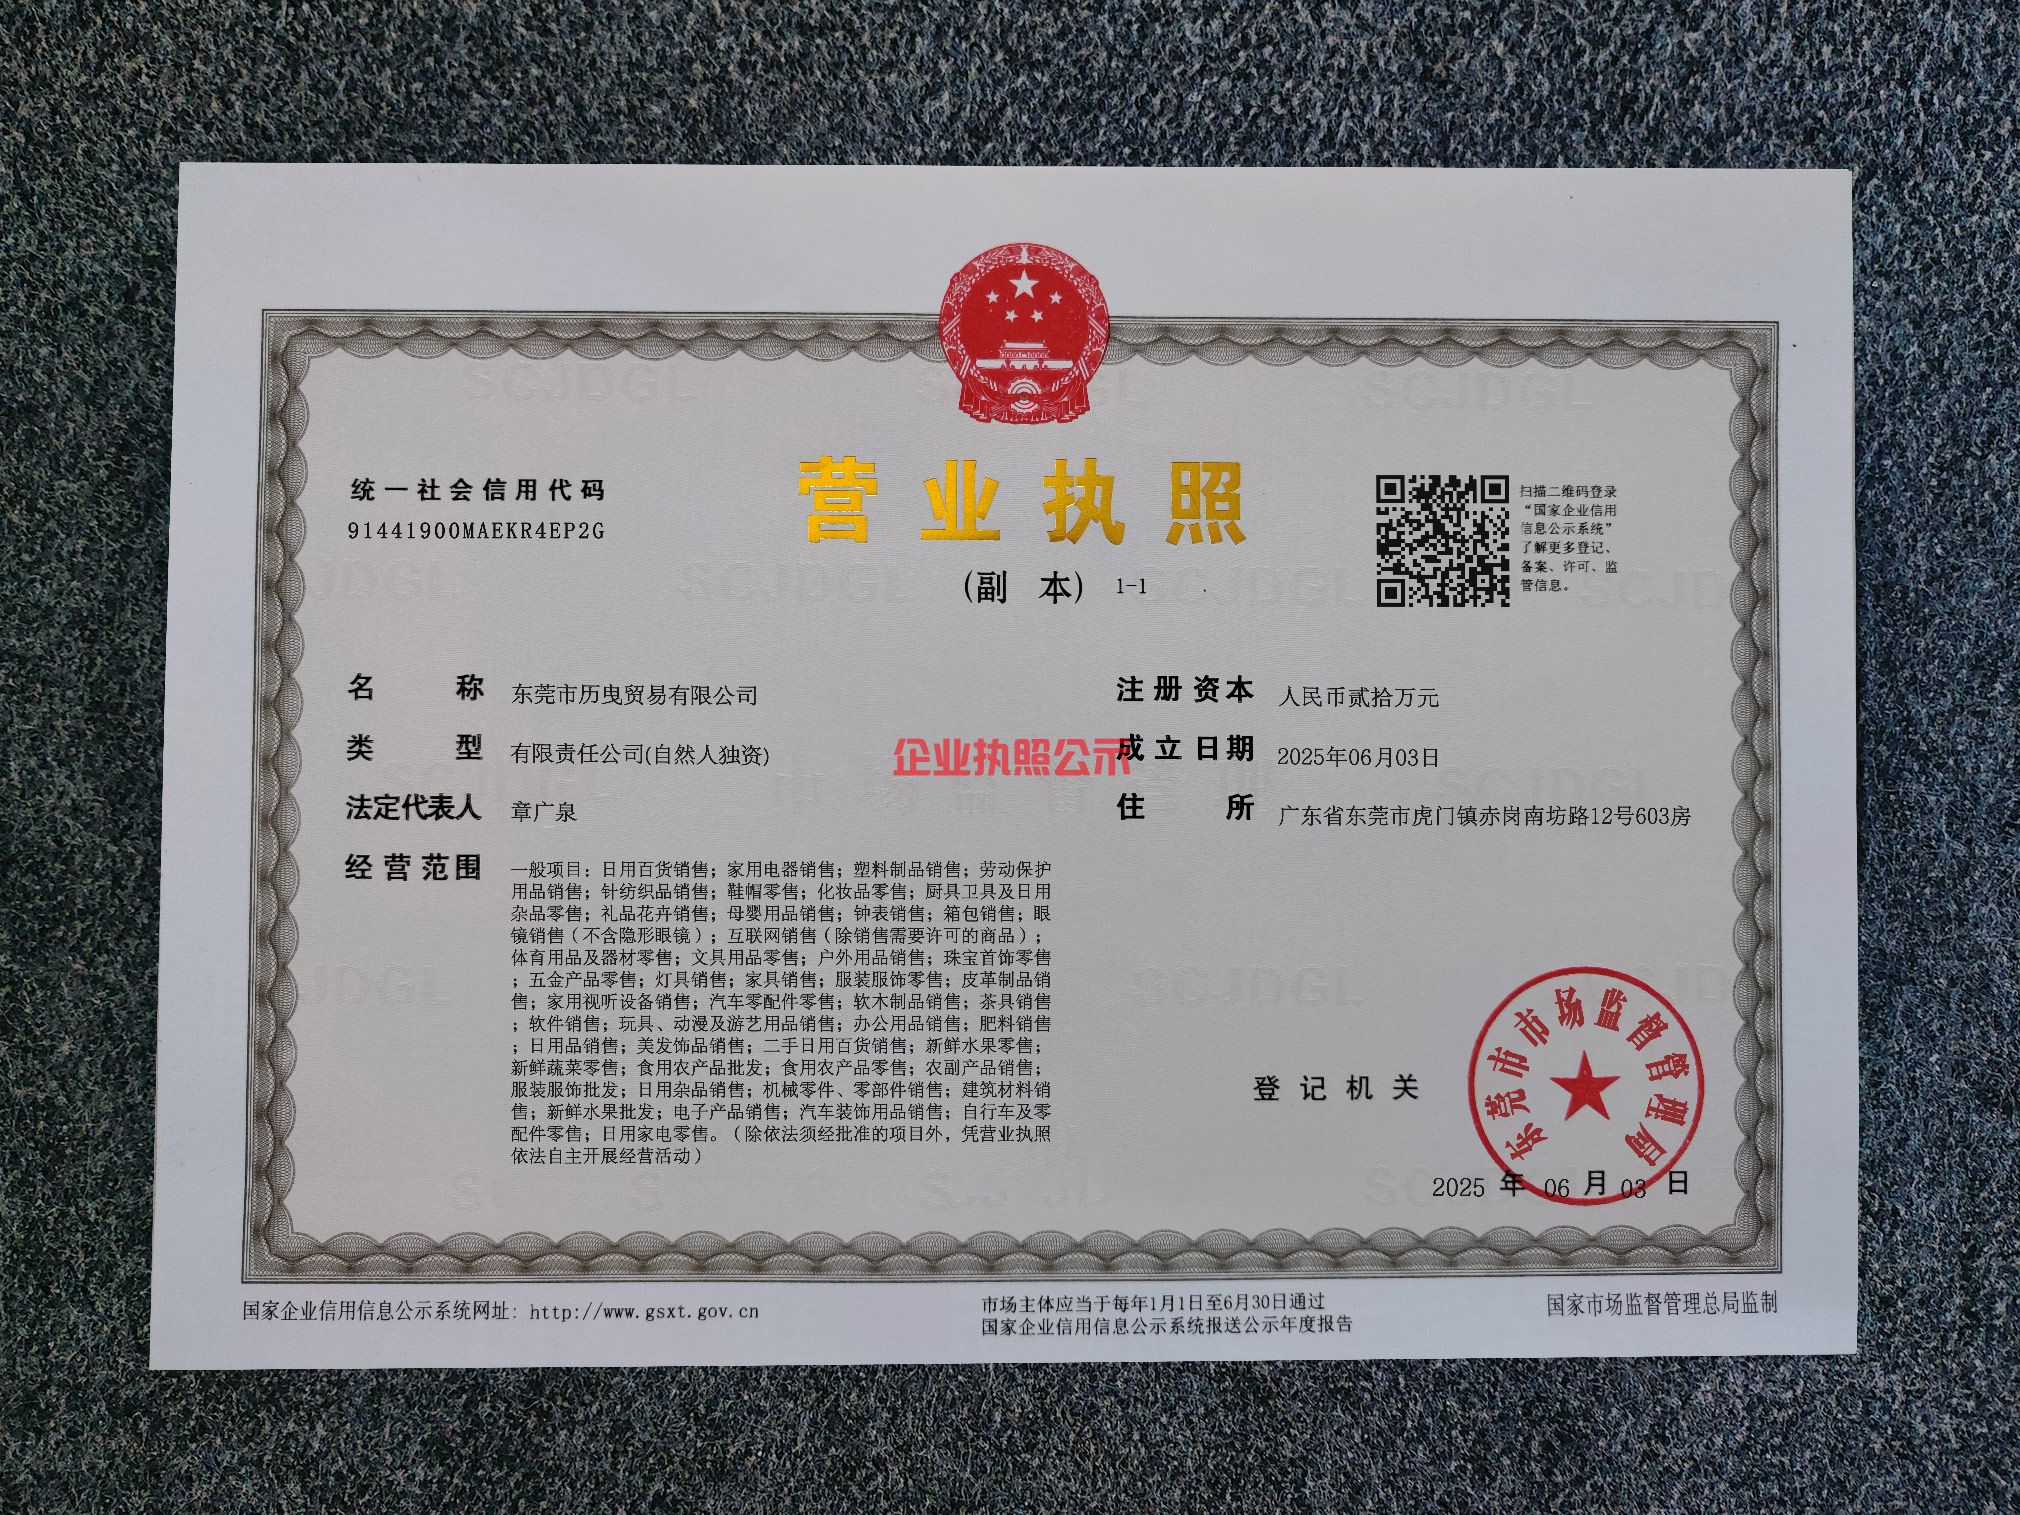 统一社会信用代码
91441900MAEKR4EP2G
营业执照
(副 本) 1-1
扫描二维码登录
“国家企业信用
信息公示系统”
了解更多登记、
备案、许可、监
管信息。
名 称 东莞市历曳贸易有限公司
类 型 有限责任公司(自然人独资)
法定代表人 章广泉
经营范围 一般项目：日用百货销售；家用电器销售；塑料制品销售；劳动保护
用品销售；针纺织品销售；鞋帽零售；化妆品零售；厨具卫具及日用
杂品零售；礼品花卉销售；母婴用品销售；钟表销售；箱包销售；眼
镜销售（不含隐形眼镜）；互联网销售（除销售需要许可的商品）；
体育用品及器材零售；文具用品零售；户外用品销售；珠宝首饰零售
；五金产品零售；灯具销售；家具销售；服装服饰零售；皮革制品销
售；家用视听设备销售；汽车零配件零售；软木制品销售；茶具销售
；软件销售；玩具、动漫及游艺用品销售；办公用品销售；肥料销售
；日用品销售；美发饰品销售；二手日用百货销售；新鲜水果零售；
新鲜蔬菜零售；食用农产品批发；食用农产品零售；农副产品销售；
服装服饰批发；日用杂品销售；机械零件、零部件销售；建筑材料销
售；新鲜水果批发；电子产品销售；汽车装饰用品销售；自行车及零
配件零售；日用家电零售。（除依法须经批准的项目外，凭营业执照
依法自主开展经营活动）
注册资本 人民币贰拾万元
成立日期 2025年06月03日
住 所 广东省东莞市虎门镇赤岗南坊路12号603房
企业执照公示
登记机关
东莞市市场监督管理局
2025 年 06 月 03 日
国家企业信用信息公示系统网址：http://www.gsxt.gov.cn
市场主体应当于每年1月1日至6月30日通过
国家企业信用信息公示系统报送公示年度报告
国家市场监督管理总局监制